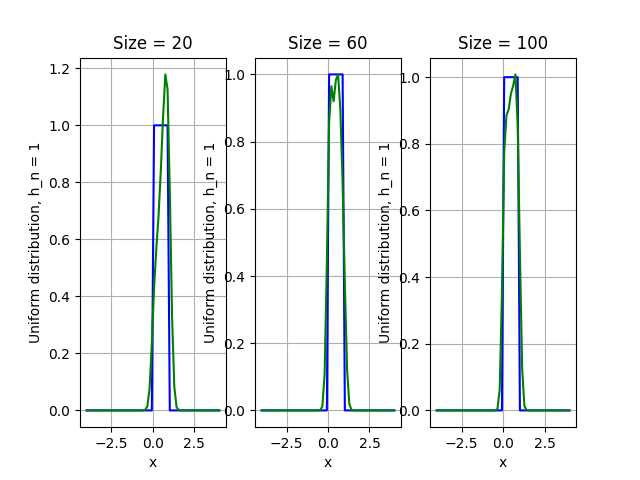 Size = 20
Size = 60
Size = 100
Uniform distribution, h_n = 1
1.2
1.0
0.8
0.6
0.4
0.2
0.0
−2.5 0.0 2.5
x
Uniform distribution, h_n = 1
1.0
0.8
0.6
0.4
0.2
0.0
−2.5 0.0 2.5
x
Uniform distribution, h_n = 1
1.0
0.8
0.6
0.4
0.2
0.0
−2.5 0.0 2.5
x